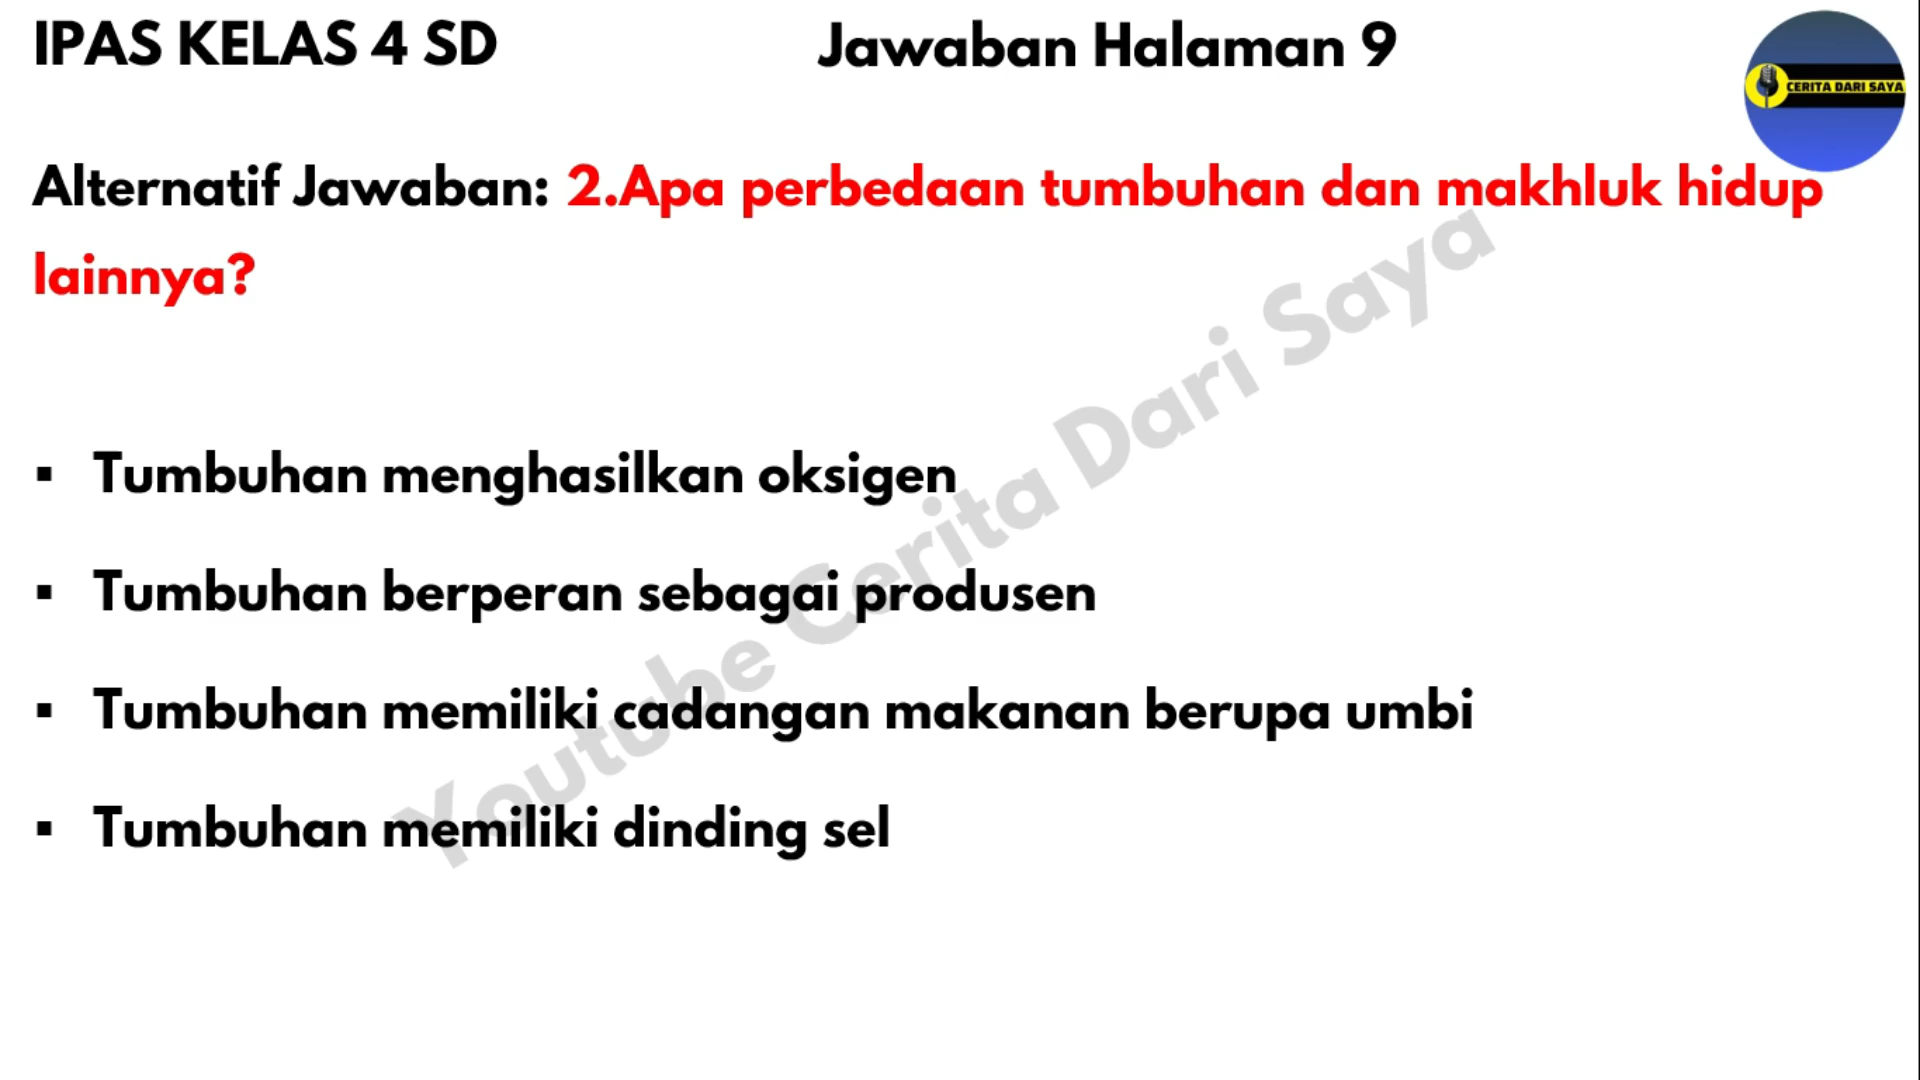 IPAS KELAS 4 SD
Jawaban Halaman 9
CERITA DARI SAYA
Alternatif Jawaban: 2.Apa perbedaan tumbuhan dan makhluk hidup
lainnya?
▪ Tumbuhan menghasilkan oksigen
▪ Tumbuhan berperan sebagai produsen
▪ Tumbuhan memiliki cadangan makanan berupa umbi
▪ Tumbuhan memiliki dinding sel
Youtube Cerita Dari Saya